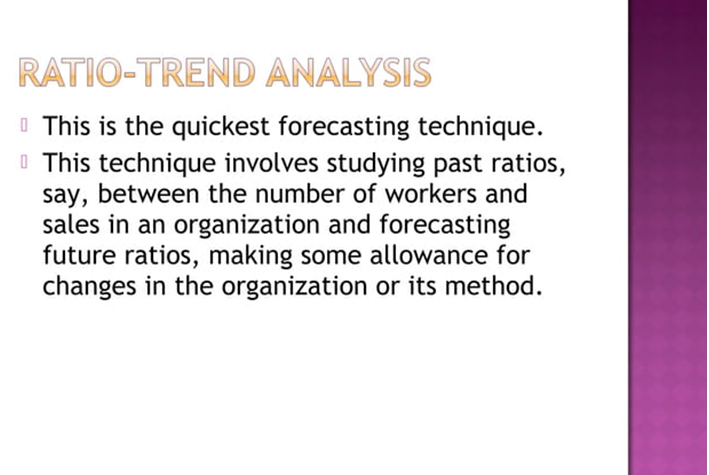 RATIO-TREND ANALYSIS
This is the quickest forecasting technique.
This technique involves studying past ratios,
say, between the number of workers and
sales in an organization and forecasting
future ratios, making some allowance for
changes in the organization or its method.